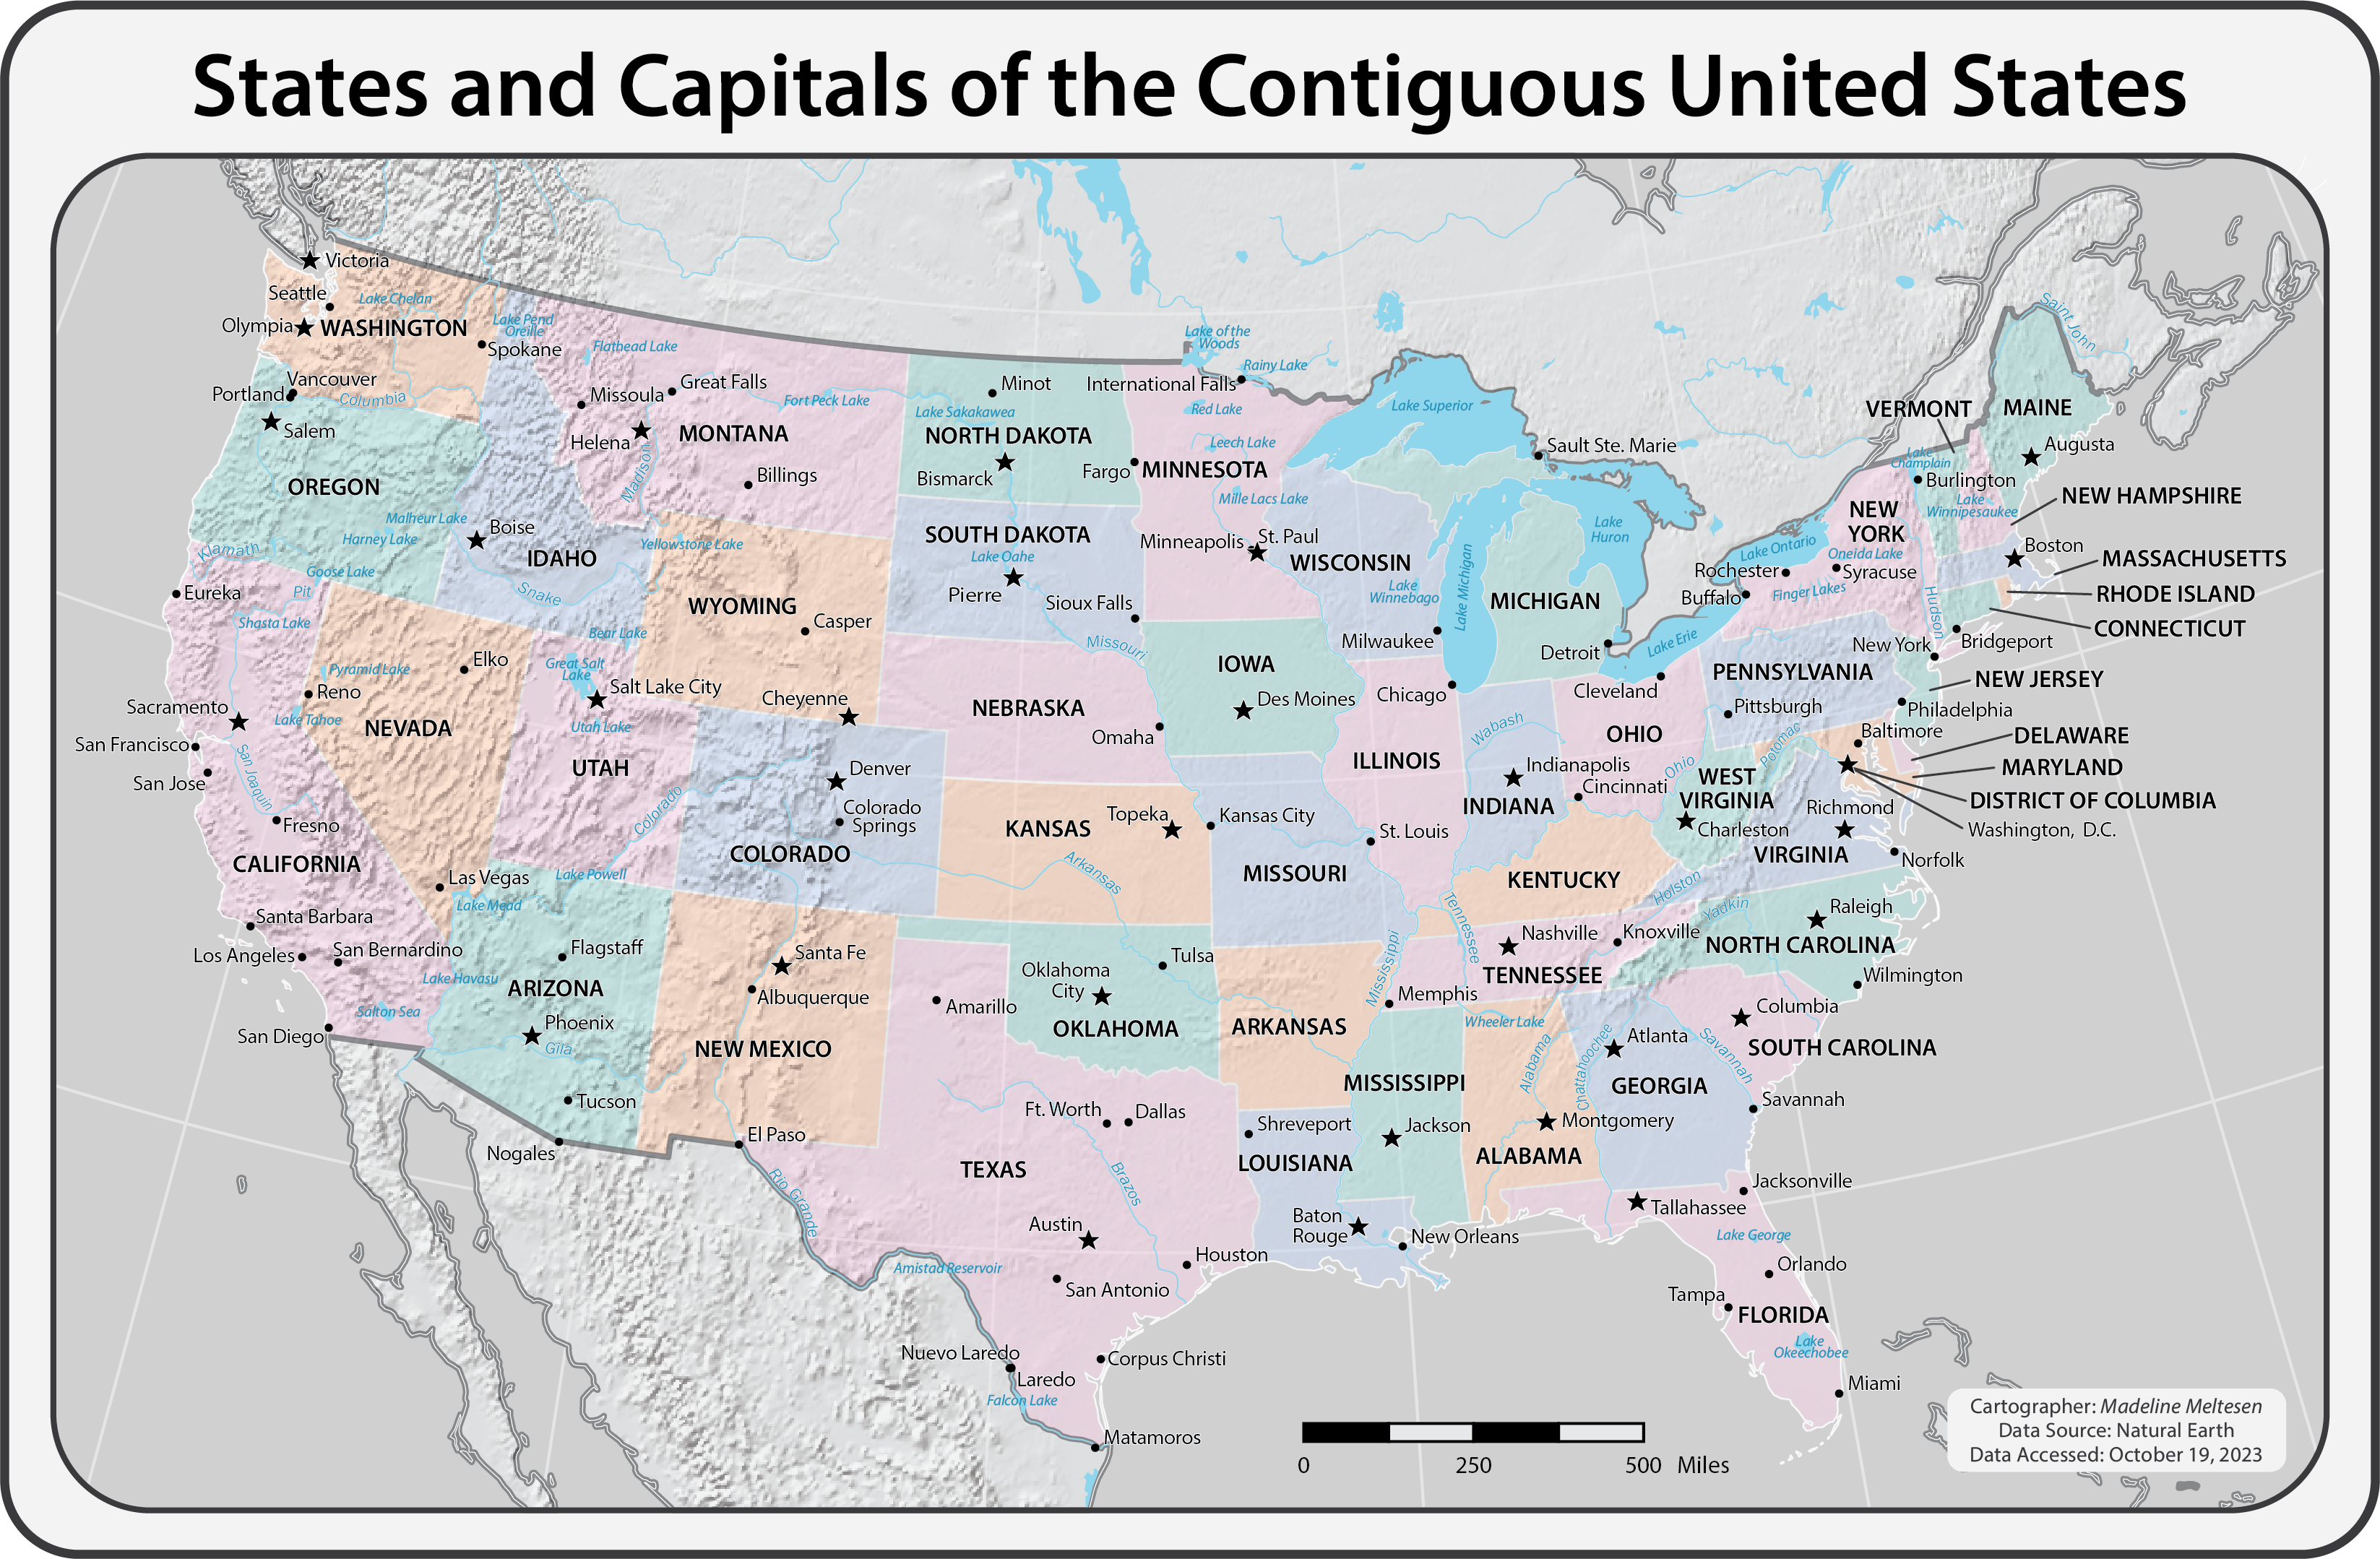 States and Capitals of the Contiguous United States
Victoria
Seattle
Lake Chelan
Olympia
WASHINGTON
Spokane
Lake Pend
Oreille
Flathead Lake
Vancouver
Portland
Columbia
Salem
Missoula
Great Falls
Fort Peck Lake
Helena
MONTANA
Madison
Billings
OREGON
Malheur Lake
Harney Lake
Boise
IDAHO
Yellowstone Lake
Klamath
Goose Lake
Snake
Eureka
Pit
Shasta Lake
Bear Lake
WYOMING
Casper
Cheyenne
Pyramid Lake
Elko
Reno
Lake Tahoe
NEVADA
Great Salt
Lake
Salt Lake City
Utah Lake
UTAH
Sacramento
San Francisco
San Jose
San Joaquin
Fresno
CALIFORNIA
Las Vegas
Lake Mead
Lake Powell
Colorado
Denver
Colorado
Springs
COLORADO
Santa Barbara
Los Angeles
San Bernardino
Lake Havasu
Salton Sea
San Diego
Flagstaff
ARIZONA
Phoenix
Gila
Tucson
Nogales
Santa Fe
Albuquerque
NEW MEXICO
El Paso
Rio Grande
Minot
Lake Sakakawea
NORTH DAKOTA
Bismarck
Fargo
SOUTH DAKOTA
Lake Oahe
Pierre
Sioux Falls
Missouri
NEBRASKA
Omaha
KANSAS
Topeka
Arkansas
Tulsa
Oklahoma
City
OKLAHOMA
Amarillo
Ft. Worth
Dallas
TEXAS
Brazos
Austin
Houston
San Antonio
Amistad Reservoir
Nuevo Laredo
Laredo
Falcon Lake
Corpus Christi
Matamoros
Lake of the
Woods
Rainy Lake
International Falls
Red Lake
Leech Lake
MINNESOTA
Mille Lacs Lake
Minneapolis
St. Paul
Lake Superior
WISCONSIN
Lake
Winnebago
Milwaukee
Lake Michigan
IOWA
Des Moines
Chicago
ILLINOIS
Kansas City
St. Louis
MISSOURI
ARKANSAS
Mississippi
Memphis
MISSISSIPPI
Jackson
Shreveport
LOUISIANA
Baton
Rouge
New Orleans
Sault Ste. Marie
Lake
Huron
MICHIGAN
Detroit
Lake Erie
Cleveland
OHIO
Wabash
Indianapolis
INDIANA
Cincinnati
Ohio
KENTUCKY
Tennessee
Nashville
Knoxville
TENNESSEE
Holston
Wheeler Lake
Alabama
Chattahoochee
Atlanta
GEORGIA
Montgomery
ALABAMA
Savannah
Savannah
Tallahassee
Jacksonville
Lake George
Orlando
Tampa
FLORIDA
Lake
Okeechobee
Miami
Saint John
VERMONT
MAINE
Augusta
Lake
Champlain
Burlington
Lake
Winnipesaukee
NEW HAMPSHIRE
NEW
YORK
Lake Ontario
Oneida Lake
Rochester
Syracuse
Buffalo
Finger Lakes
Hudson
Boston
MASSACHUSETTS
RHODE ISLAND
CONNECTICUT
Bridgeport
New York
PENNSYLVANIA
NEW JERSEY
Pittsburgh
Philadelphia
Baltimore
Potomac
DELAWARE
MARYLAND
DISTRICT OF COLUMBIA
Washington, D.C.
WEST
VIRGINIA
Charleston
Richmond
VIRGINIA
Norfolk
Yadkin
Raleigh
NORTH CAROLINA
Wilmington
Columbia
SOUTH CAROLINA
0 250 500 Miles
Cartographer: Madeline Meltesen
Data Source: Natural Earth
Data Accessed: October 19, 2023